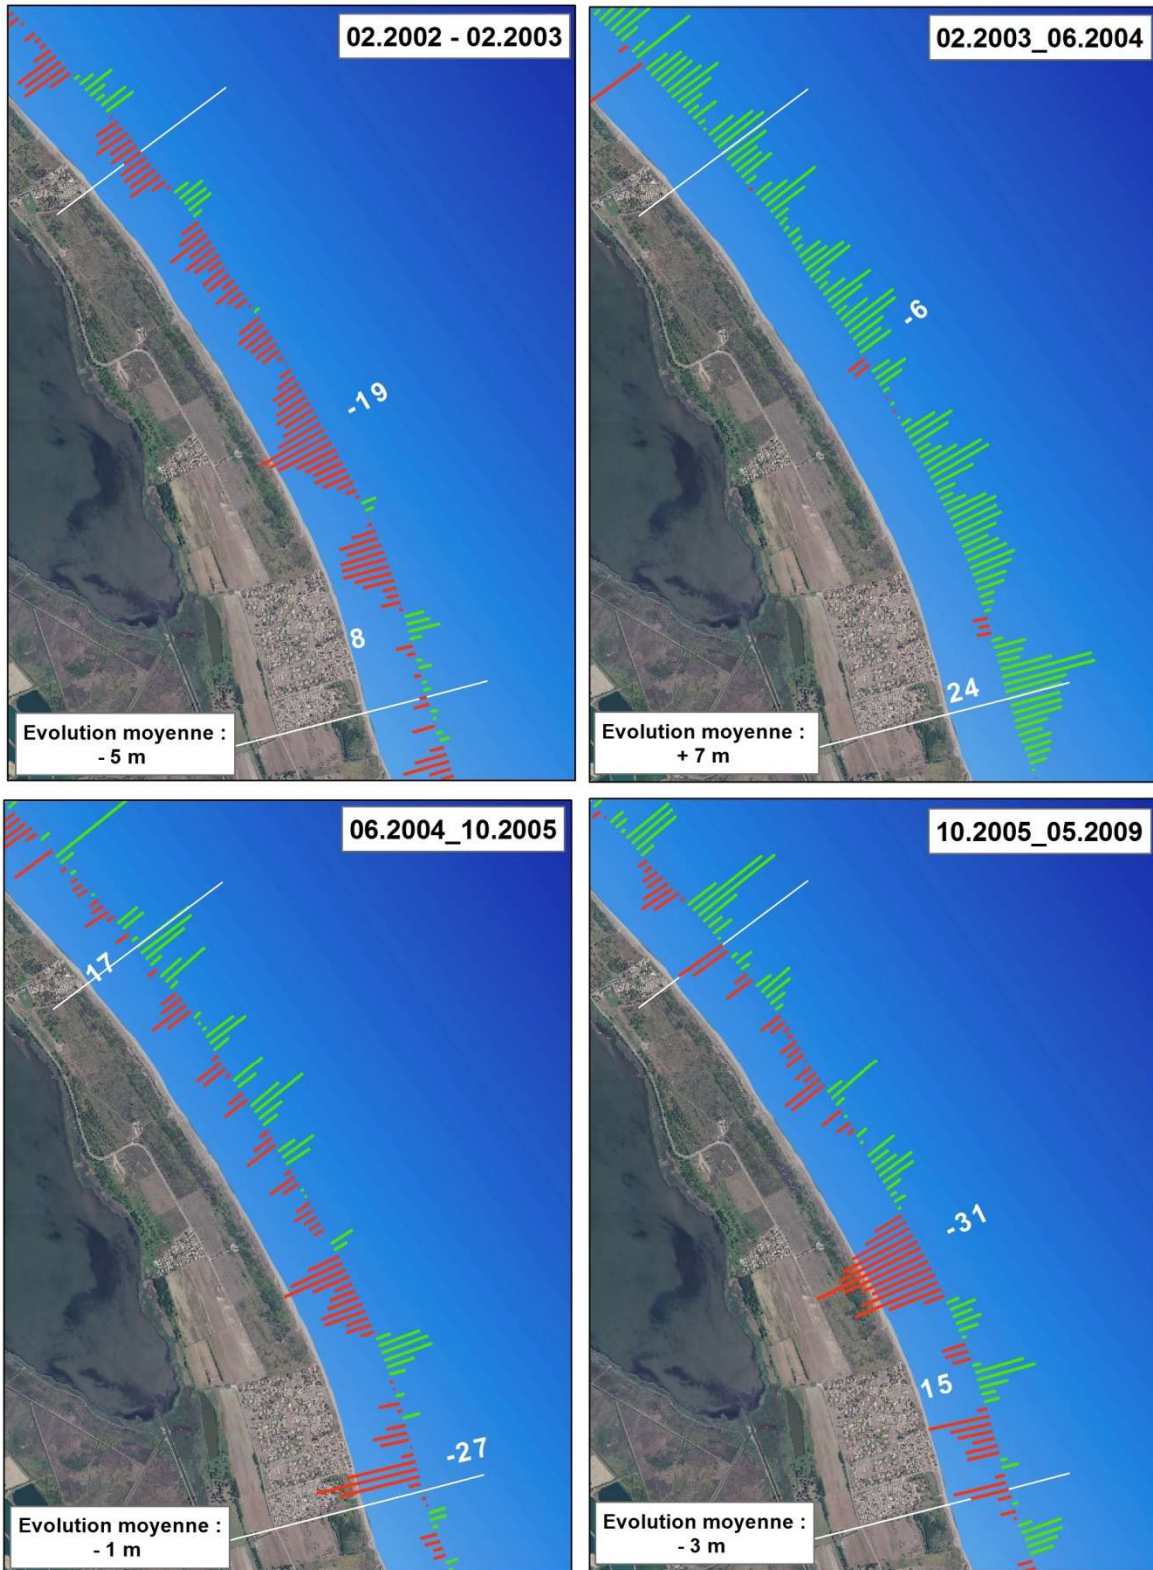 02.2002 - 02.2003
-19
8
Evolution moyenne :
- 5 m
02.2003_06.2004
-6
24
Evolution moyenne :
+ 7 m
06.2004_10.2005
17
-27
Evolution moyenne :
- 1 m
10.2005_05.2009
-31
15
Evolution moyenne :
- 3 m